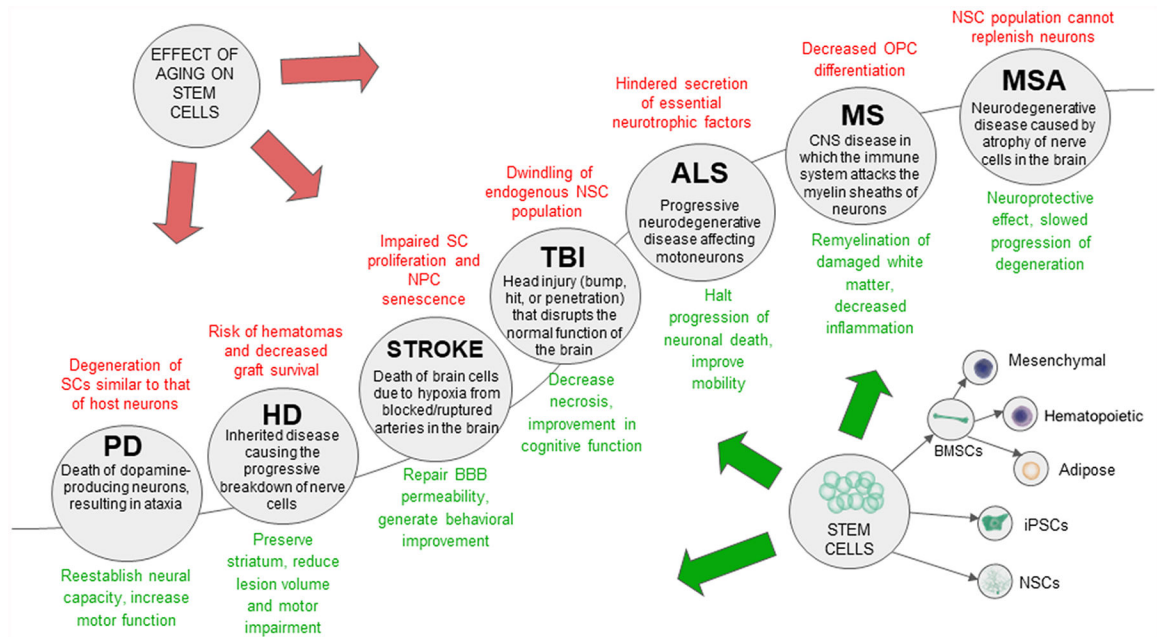 EFFECT OF
AGING ON
STEM
CELLS
Degeneration of
SCs similar to that
of host neurons
PD
Death of dopamine-
producing neurons,
resulting in ataxia
Reestablish neural
capacity, increase
motor function
Risk of hematomas
and decreased
graft survival
HD
Inherited disease
causing the
progressive
breakdown of nerve
cells
Preserve
striatum, reduce
lesion volume
and motor
impairment
Impaired SC
proliferation and
NPC
senescence
STROKE
Death of brain cells
due to hypoxia from
blocked/ruptured
arteries in the brain
Repair BBB
permeability,
generate behavioral
improvement
Dwindling of
endogenous NSC
population
TBI
Head injury (bump,
hit, or penetration)
that disrupts the
normal function of
the brain
Decrease
necrosis,
improvement in
cognitive function
Hindered secretion
of essential
neurotrophic factors
ALS
Progressive
neurodegenerative
disease affecting
motoneurons
Halt
progression of
neuronal death,
improve
mobility
Decreased OPC
differentiation
MS
CNS disease in
which the immune
system attacks the
myelin sheaths of
neurons
Remyelination of
damaged white
matter,
decreased
inflammation
NSC population cannot
replenish neurons
MSA
Neurodegenerative
disease caused by
atrophy of nerve
cells in the brain
Neuroprotective
effect, slowed
progression of
degeneration
STEM
CELLS
BMSCs
Mesenchymal
Hematopoietic
Adipose
iPSCs
NSCs